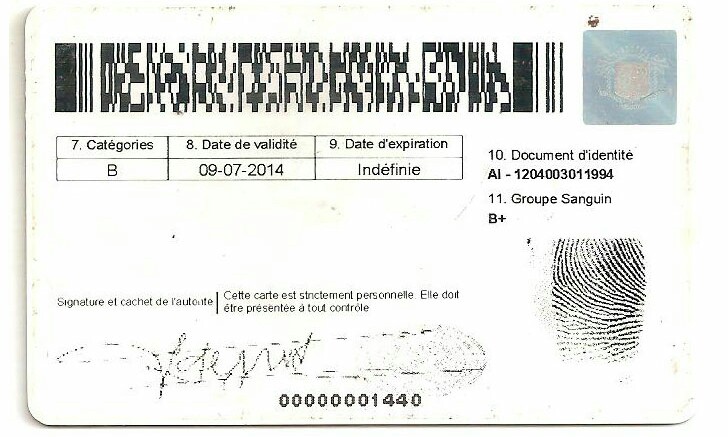 7. Catégories 8. Date de validité 9. Date d'expiration
B 09-07-2014 Indéfinie
10. Document d'identité
AI - 1204003011994
11. Groupe Sanguin
B+
Signature et cachet de l'autorité
Cette carte est strictement personnelle. Elle doit
être présentée à tout contrôle
00000001440